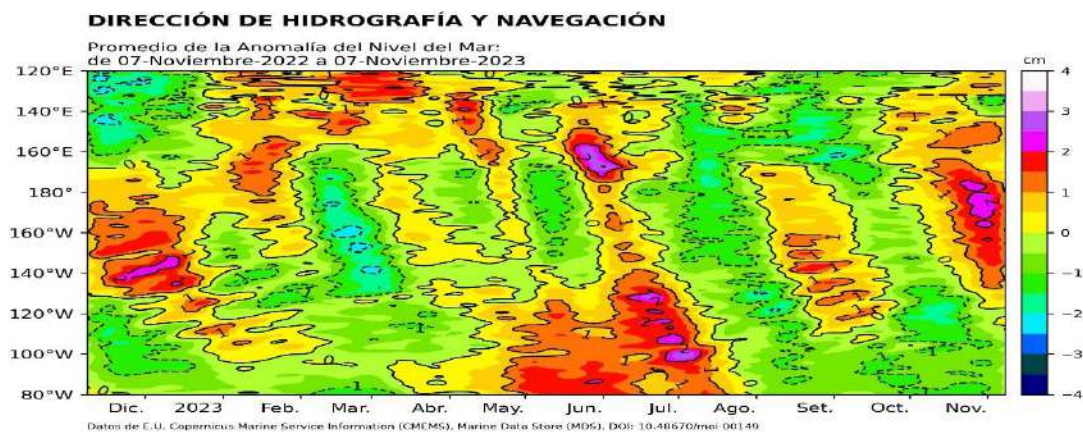 DIRECCIÓN DE HIDROGRAFÍA Y NAVEGACIÓN
Promedio de la Anomalía del Nivel del Mar:
de 07-Noviembre-2022 a 07-Noviembre-2023
cm
120°E
140°E
160°E
180°
160°W
140°W
120°W
100°W
80°W
4
3
2
1
0
−1
−2
−3
−4
Dic. 2023 Feb. Mar. Abr. May. Jun. Jul. Ago. Set. Oct. Nov.
Datos de E.U. Copernicus Marine Service Information (CMEMS), Marine Data Store (MDS), DOI: 10.48670/moi-00149